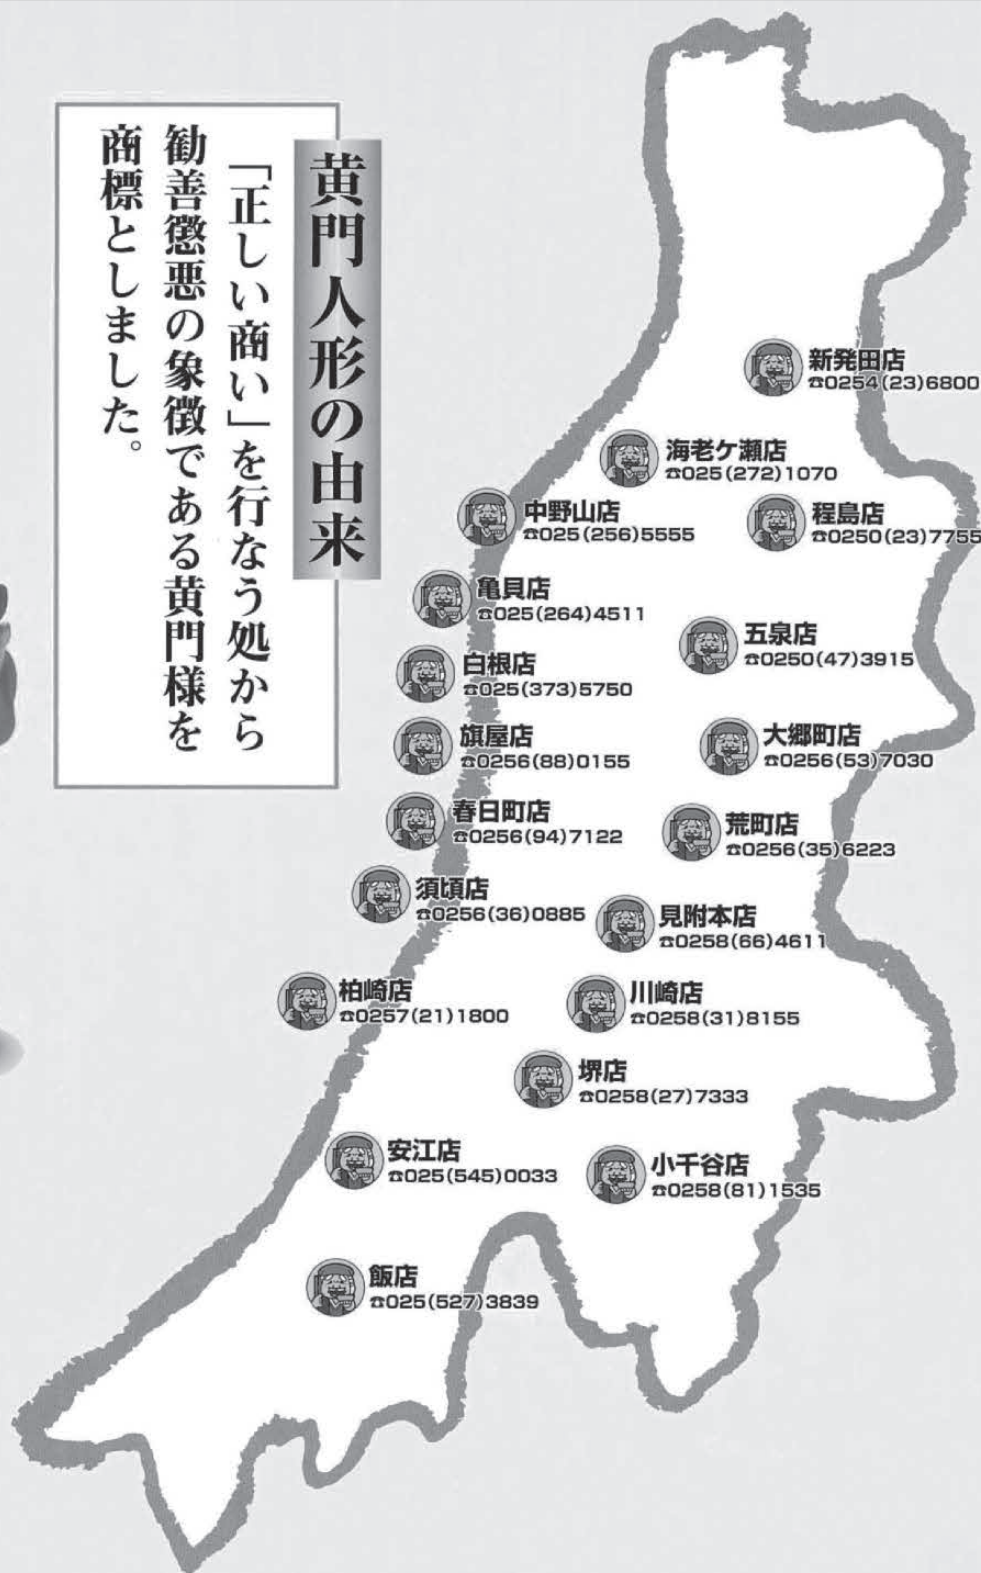 黄門人形の由来
「正しい商い」を行なう処から
勧善懲悪の象徴である黄門様を
商標としました。
新発田店
☎0254(23)6800
海老ケ瀬店
☎025(272)1070
中野山店
☎025(256)5555
程島店
☎0250(23)7755
亀貝店
☎025(264)4511
五泉店
☎0250(47)3915
白根店
☎025(373)5750
旗屋店
☎0256(88)0155
大郷町店
☎0256(53)7030
春日町店
☎0256(94)7122
荒町店
☎0256(35)6223
須頃店
☎0256(36)0885
見附本店
☎0258(66)4611
柏崎店
☎0257(21)1800
川崎店
☎0258(31)8155
堺店
☎0258(27)7333
安江店
☎025(545)0033
小千谷店
☎0258(81)1535
飯店
☎025(527)3839